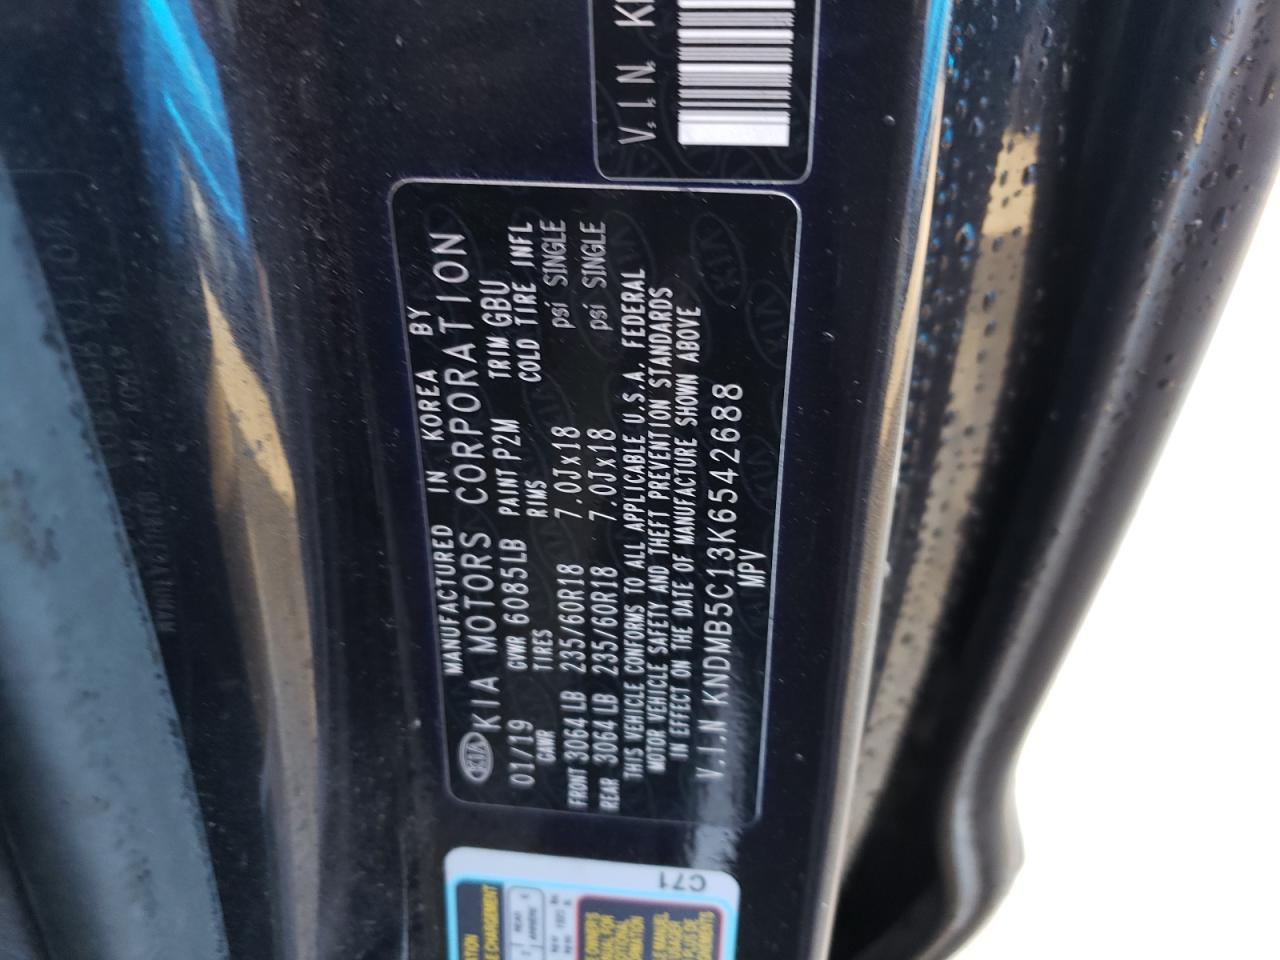 V.I.N. K
MANUFACTURED IN KOREA BY
KIA KIA MOTORS CORPORATION
01/19 GVWR 6085LB PAINT P2M TRIM GBU
GAWR TIRES RIMS COLD TIRE INFL
FRONT 3064LB 235/60R18 7.0Jx18 psi SINGLE
REAR 3064LB 235/60R18 7.0Jx18 psi SINGLE
THIS VEHICLE CONFORMS TO ALL APPLICABLE U.S.A. FEDERAL
MOTOR VEHICLE SAFETY AND THEFT PREVENTION STANDARDS
IN EFFECT ON THE DATE OF MANUFACTURE SHOWN ABOVE
V.I.N KNDMB5C13K6542688
MPV
C71